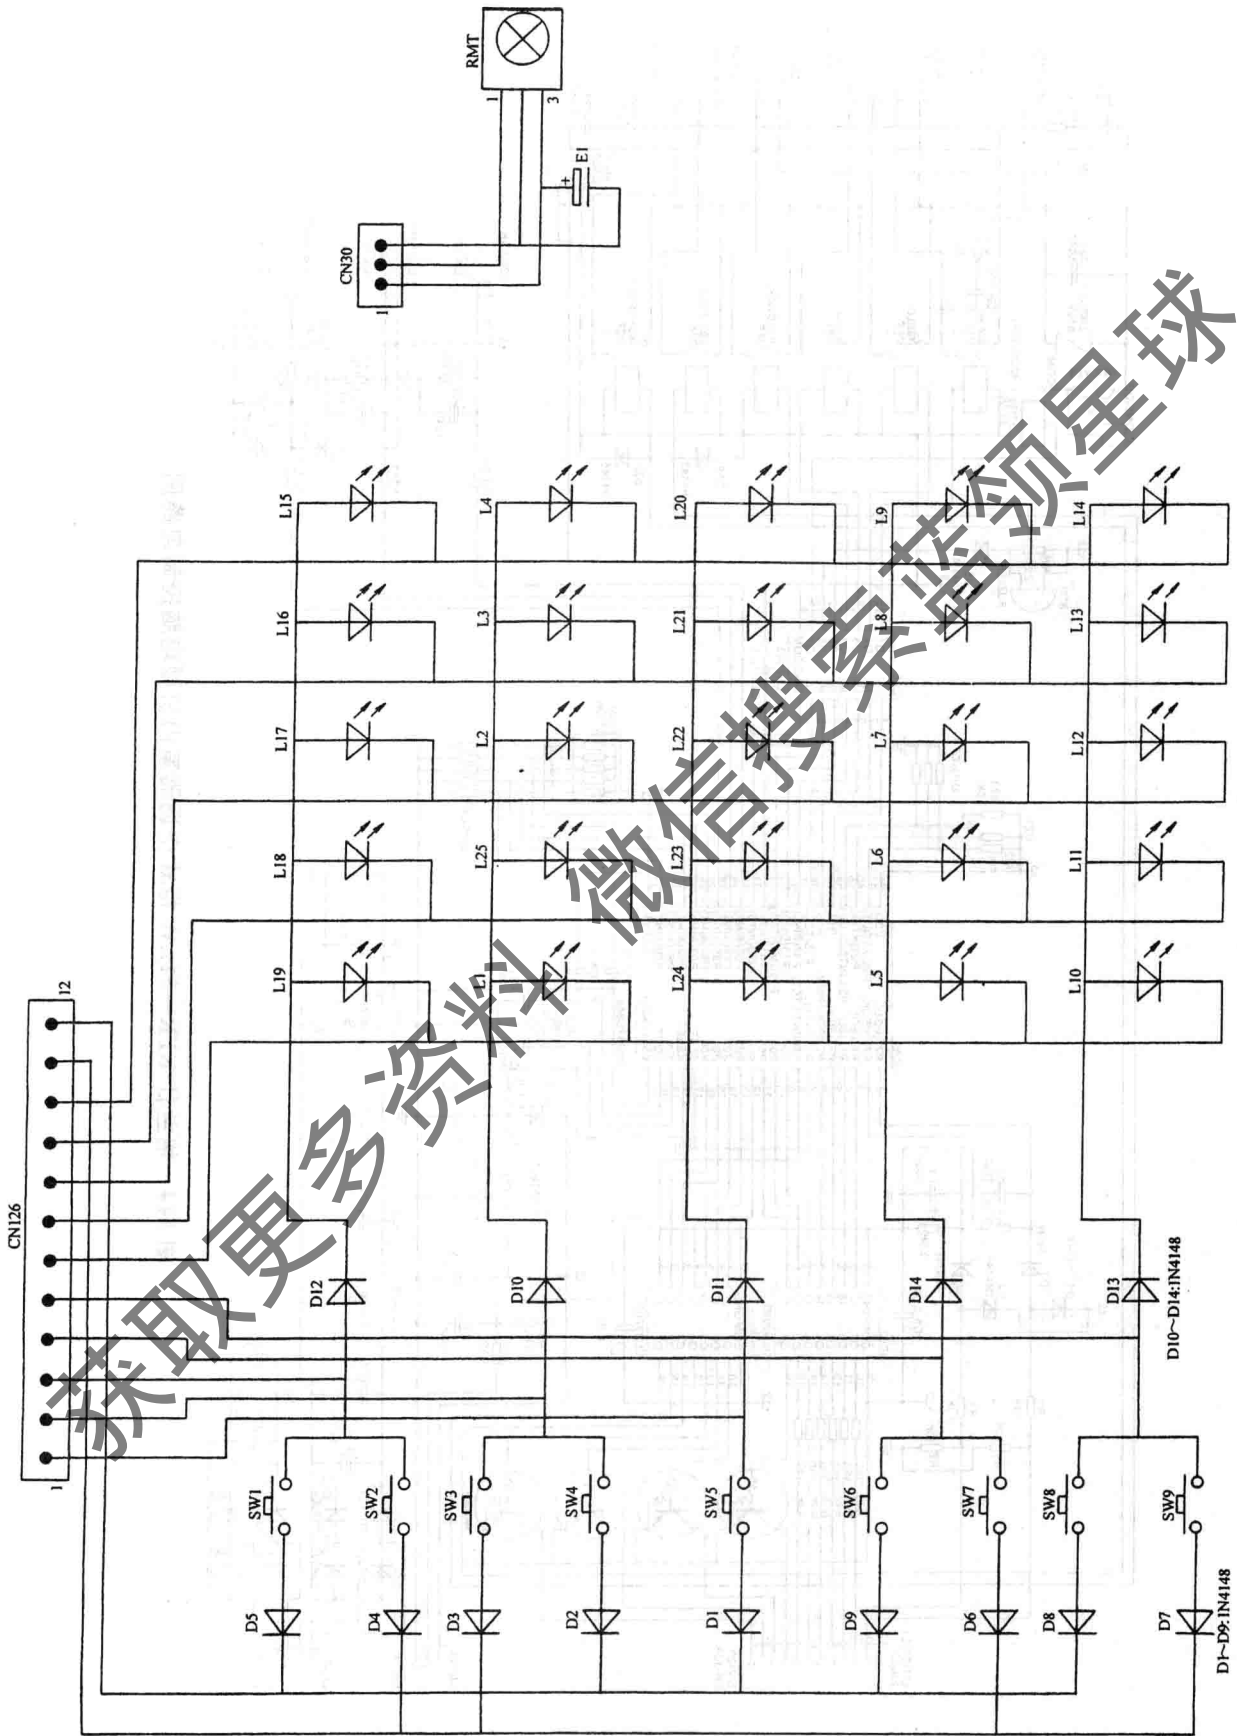 CN126
1
12
SW1
SW2
SW3
SW4
SW5
SW6
SW7
SW8
SW9
D5
D4
D3
D2
D1
D9
D6
D8
D7
D1~D9:1N4148
D12
D10
D11
D14
D13
D10~D14:1N4148
L19
L18
L17
L16
L15
L1
L25
L2
L3
L4
L24
L23
L22
L21
L20
L5
L6
L7
L8
L9
L10
L11
L12
L13
L14
CN30
1
RMT
1
3
+
E1
获取更多资料 微信搜索蓝领星球